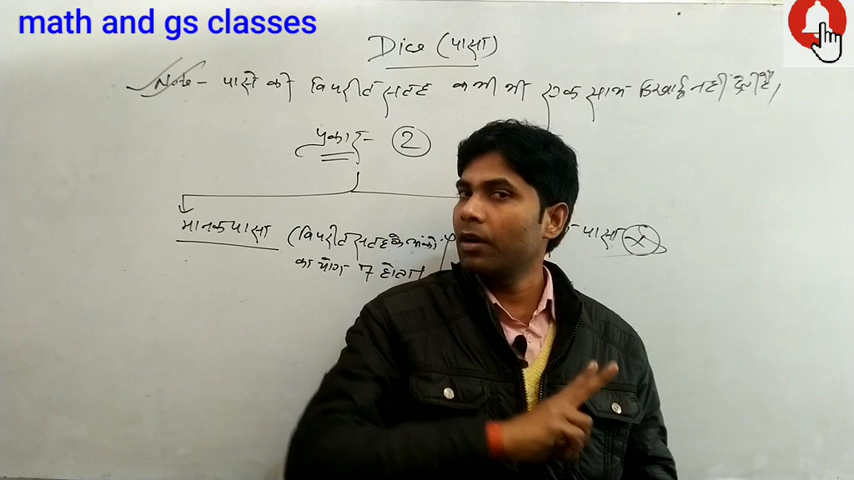 math and gs classes
Dice (पासा)
Note - पासे की विपरीत सतह कभी भी एक साथ दिखाई नहीं देती है,
प्रकार - 2
मानक पासा
(विपरीत सतह के अंको
का योग 7 होता
पासा